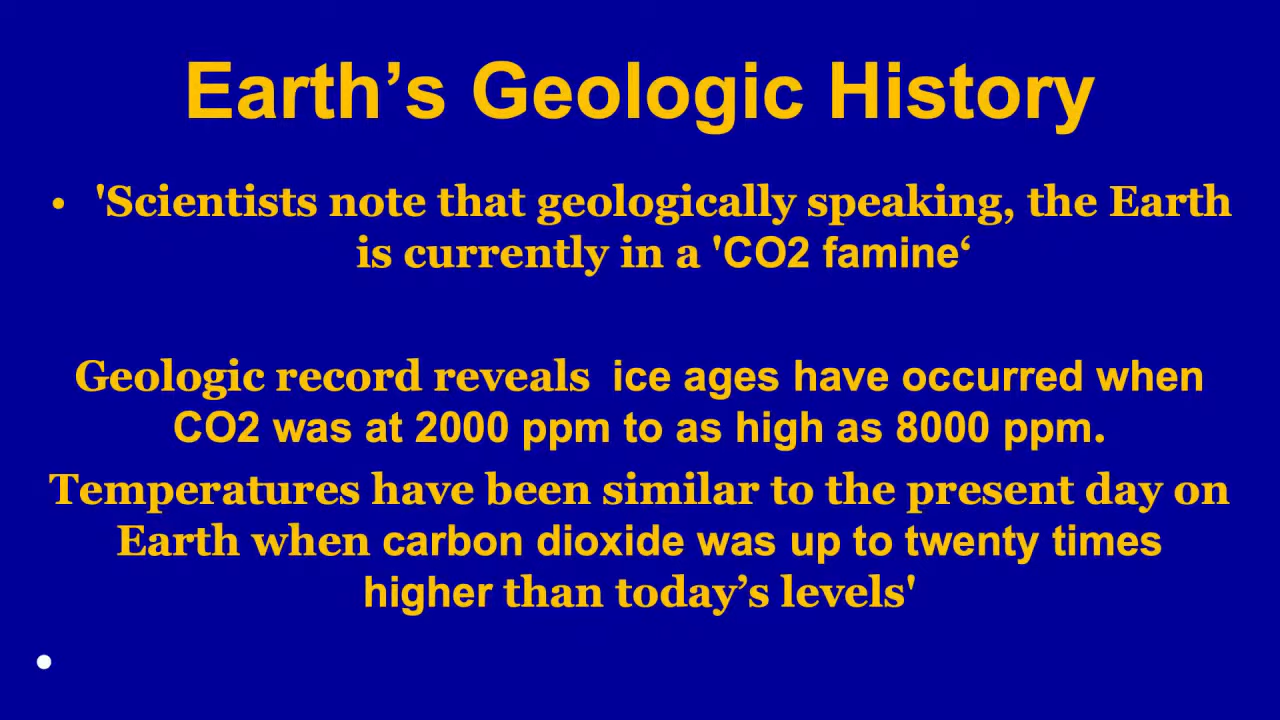 Earth’s Geologic History
• 'Scientists note that geologically speaking, the Earth
is currently in a 'CO2 famine‘
Geologic record reveals  ice ages have occurred when
CO2 was at 2000 ppm to as high as 8000 ppm.
Temperatures have been similar to the present day on
Earth when carbon dioxide was up to twenty times
higher than today’s levels'
•